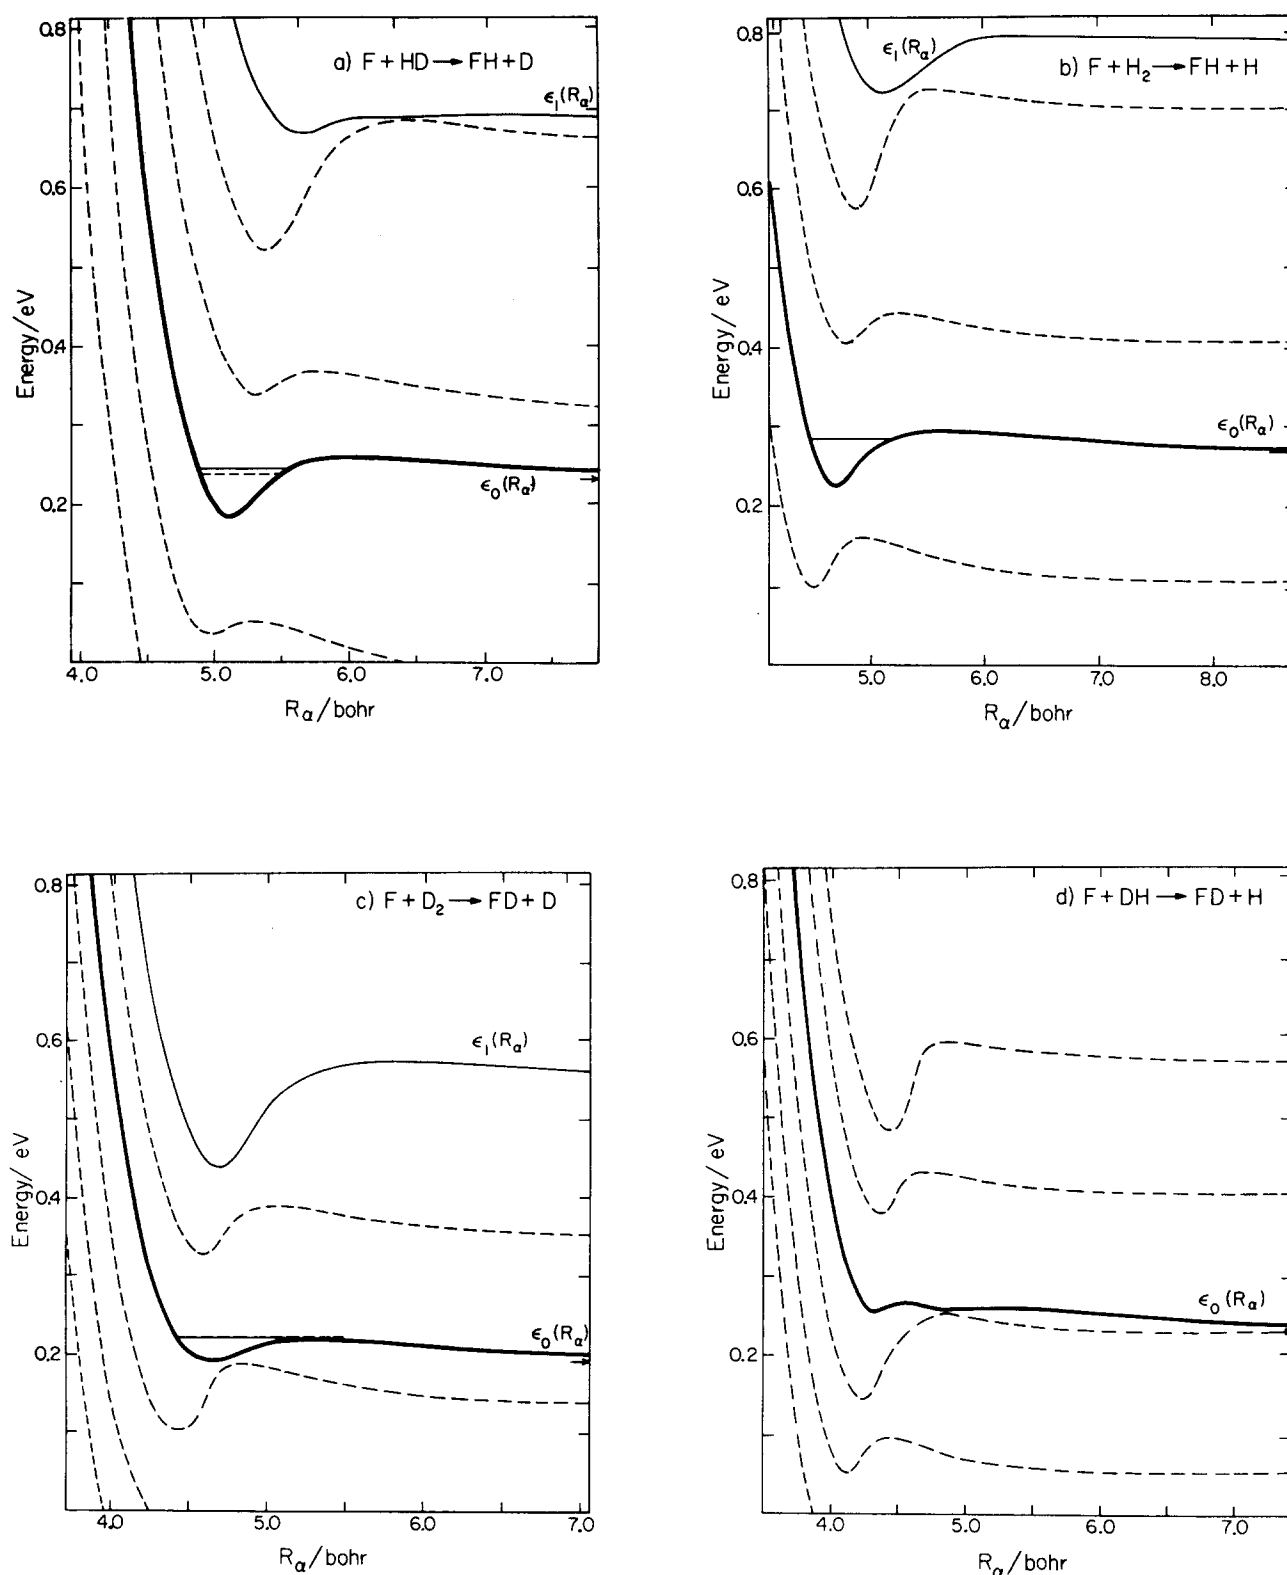 a) F + HD → FH + D
ε₁(Rα)
ε₀(Rα)
0.8
0.6
0.4
0.2
Energy/eV
4.0 5.0 6.0 7.0
Rα/bohr
b) F + H₂ → FH + H
ε₁(Rα)
ε₀(Rα)
0.8
0.6
0.4
0.2
Energy/eV
5.0 6.0 7.0 8.0
Rα/bohr
c) F + D₂ → FD + D
ε₁(Rα)
ε₀(Rα)
0.8
0.6
0.4
0.2
Energy/eV
4.0 5.0 6.0 7.0
Rα/bohr
d) F + DH → FD + H
ε₀(Rα)
0.8
0.6
0.4
0.2
Energy/eV
4.0 5.0 6.0 7.0
Rα/bohr